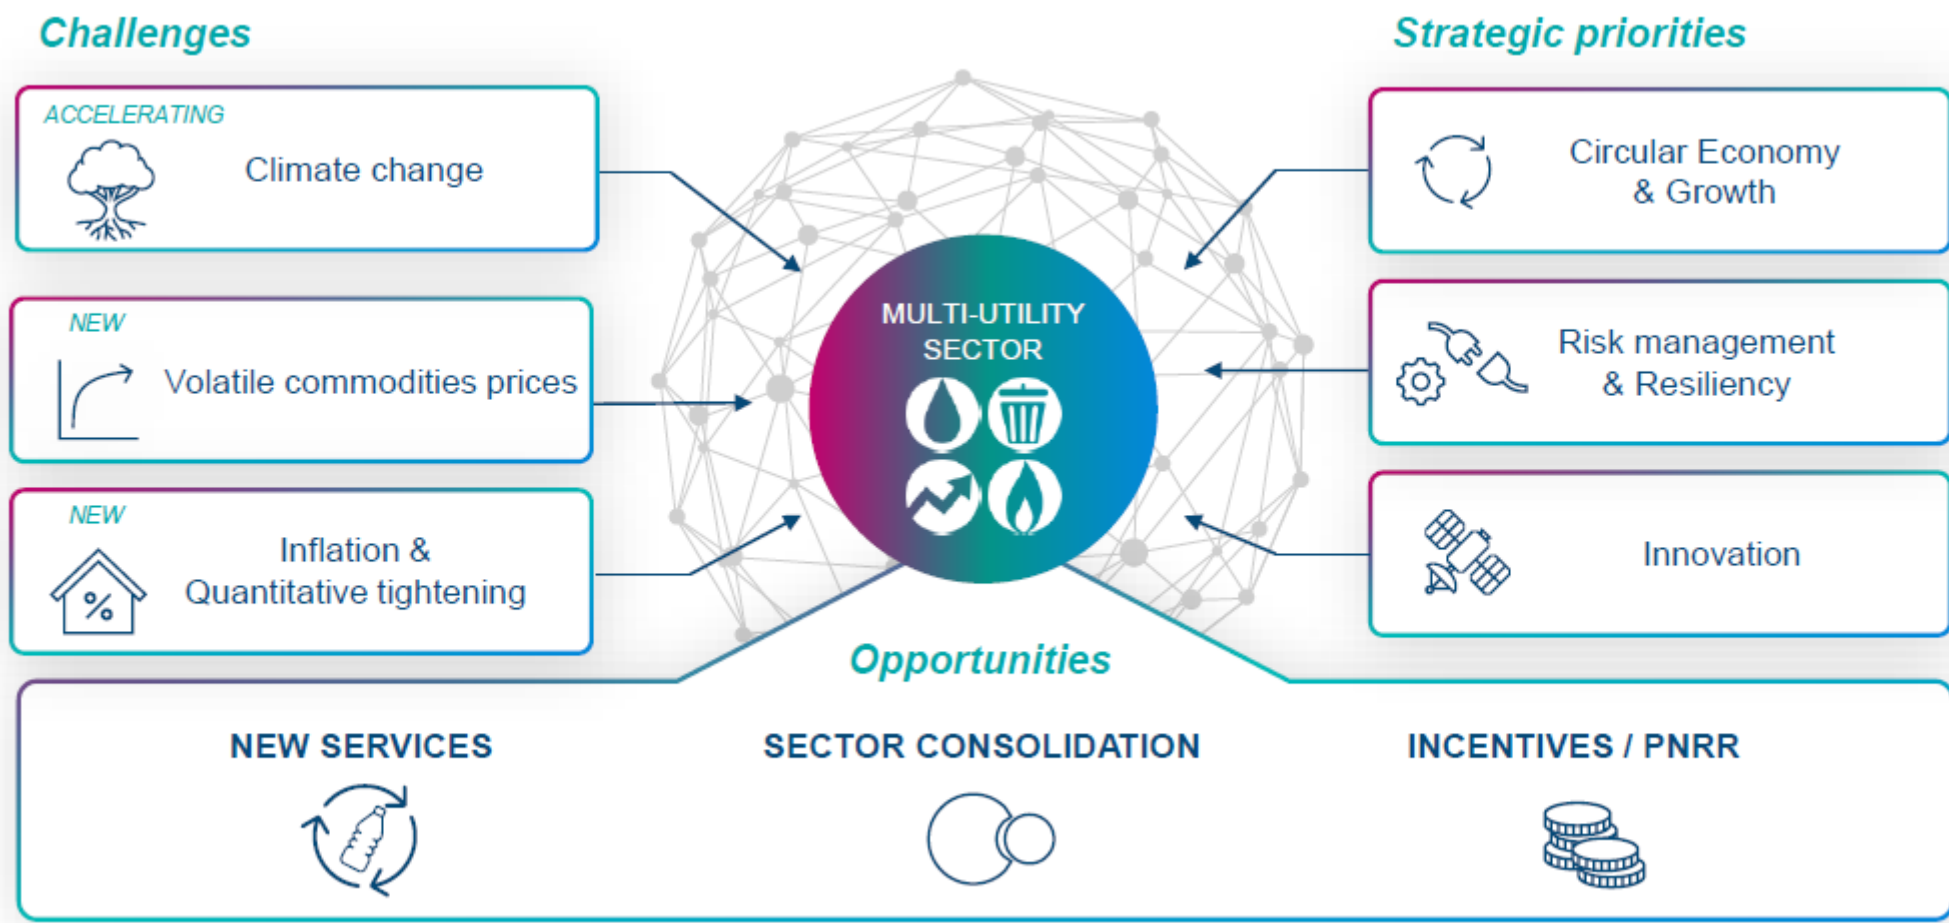 Challenges
ACCELERATING
Climate change
NEW
Volatile commodities prices
NEW
Inflation &
Quantitative tightening
%
MULTI-UTILITY
SECTOR
Strategic priorities
Circular Economy
& Growth
Risk management
& Resiliency
Innovation
Opportunities
NEW SERVICES
SECTOR CONSOLIDATION
INCENTIVES / PNRR